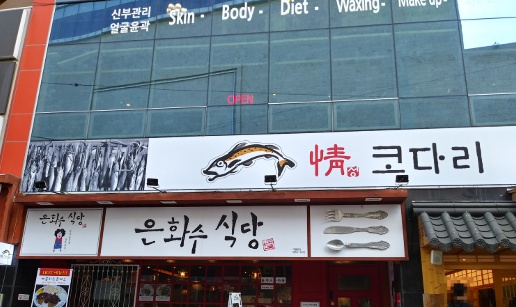 신부관리
얼굴윤곽
Skin - Body - Diet - Waxing - Make up -
OPEN
情 코다리
은화수 식당
은화수 식당